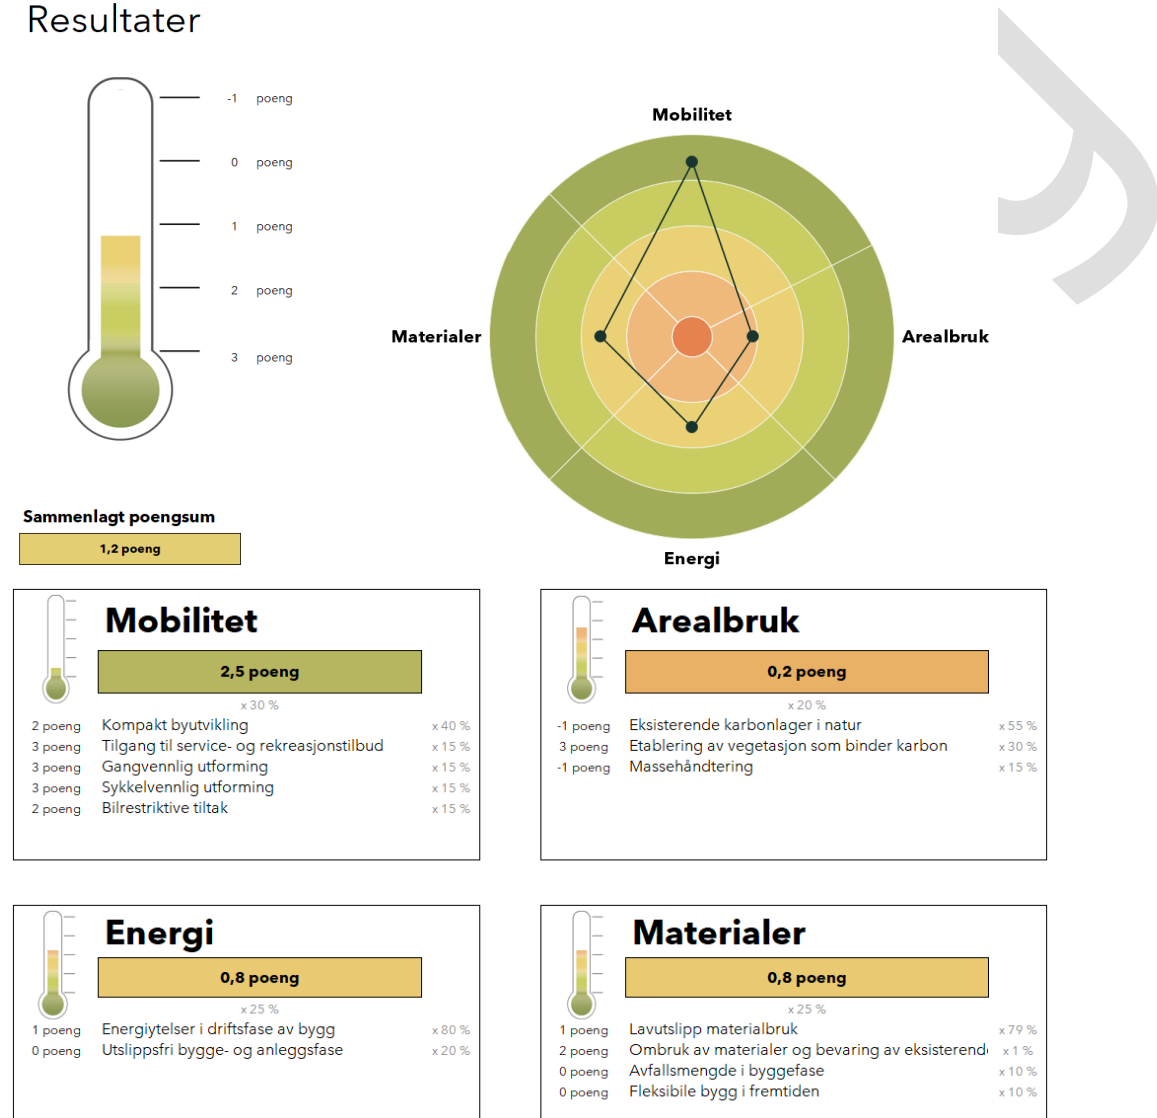 Resultater
-1 poeng
0 poeng
1 poeng
2 poeng
3 poeng
Mobilitet
Materialer
Arealbruk
Energi
Sammenlagt poengsum
1,2 poeng
Mobilitet
2,5 poeng
x 30 %
2 poeng Kompakt byutvikling x 40 %
3 poeng Tilgang til service- og rekreasjonstilbud x 15 %
3 poeng Gangvennlig utforming x 15 %
3 poeng Sykkelvennlig utforming x 15 %
2 poeng Bilrestriktive tiltak x 15 %
Arealbruk
0,2 poeng
x 20 %
-1 poeng Eksisterende karbonlager i natur x 55 %
3 poeng Etablering av vegetasjon som binder karbon x 30 %
-1 poeng Massehåndtering x 15 %
Energi
0,8 poeng
x 25 %
1 poeng Energiytelser i driftsfase av bygg x 80 %
0 poeng Utslippsfri bygge- og anleggsfase x 20 %
Materialer
0,8 poeng
x 25 %
1 poeng Lavutslipp materialbruk x 79 %
2 poeng Ombruk av materialer og bevaring av eksisterende x 1 %
0 poeng Avfallsmengde i byggefase x 10 %
0 poeng Fleksibile bygg i fremtiden x 10 %